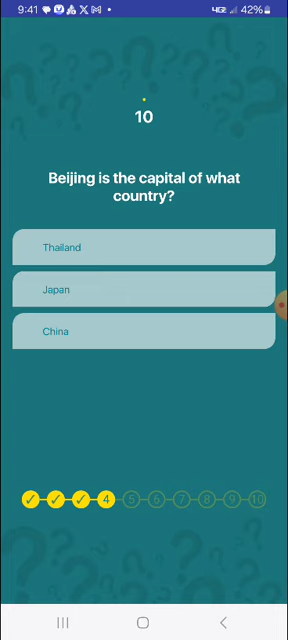 9:41
42%
10
Beijing is the capital of what
country?
Thailand
Japan
China
4 5 6 7 8 9 10